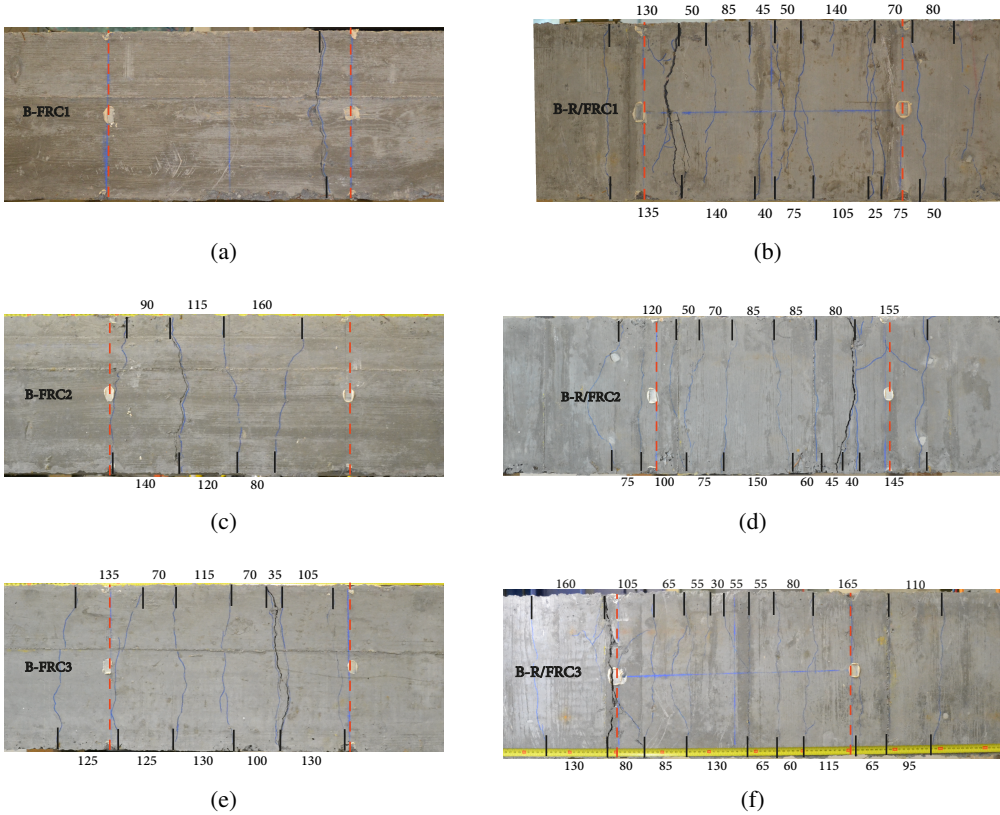 B-FRC1
(a)
130 50 85 45 50 140 70 80
B-R/FRC1
135 140 40 75 105 25 75 50
(b)
90 115 160
B-FRC2
140 120 80
(c)
120 50 70 85 85 80 155
B-R/FRC2
75 100 75 150 60 45 40 145
(d)
135 70 115 70 35 105
B-FRC3
125 125 130 100 130
(e)
160 105 65 55 30 55 55 80 165 110
B-R/FRC3
130 80 85 130 65 60 115 65 95
(f)